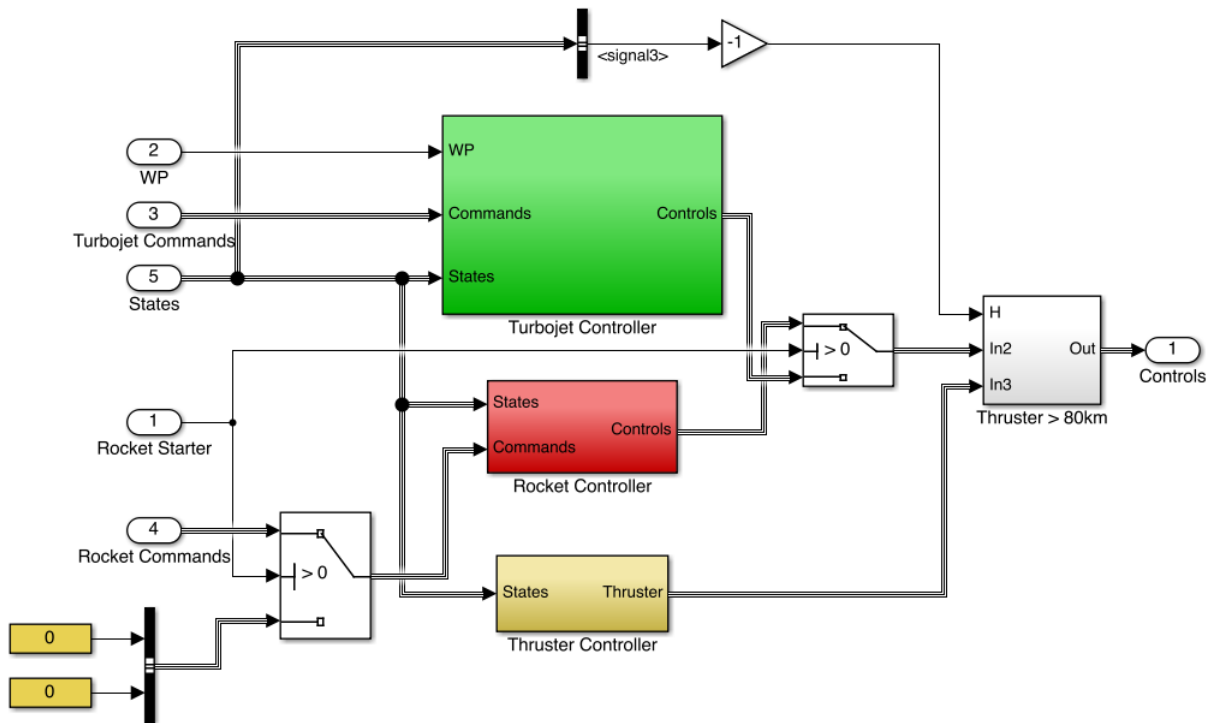 <signal3>
-1
2
WP
3
Turbojet Commands
5
States
WP
Commands
States
Controls
Turbojet Controller
> 0
H
In2
In3
Out
Thruster > 80km
1
Controls
1
Rocket Starter
States
Commands
Controls
Rocket Controller
4
Rocket Commands
> 0
States
Thruster
Thruster Controller
0
0